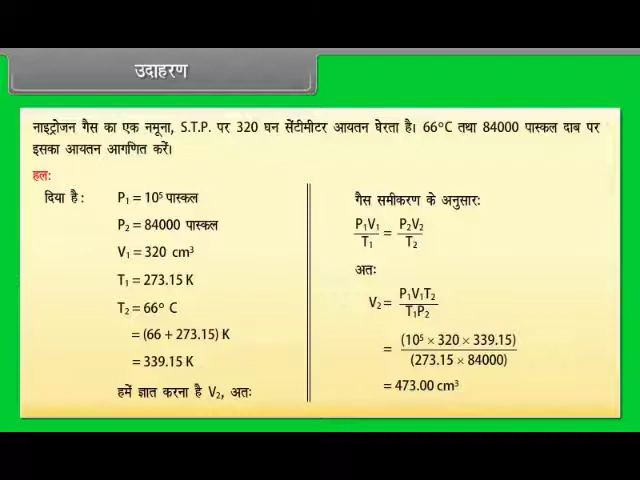 उदाहरण
नाइट्रोजन गैस का एक नमूना, S.T.P. पर 320 घन सेंटीमीटर आयतन घेरता है। 66°C तथा 84000 पास्कल दाब पर
इसका आयतन आगणित करें।
हल:
दिया है :
P₁ = 10⁵ पास्कल
P₂ = 84000 पास्कल
V₁ = 320 cm³
T₁ = 273.15 K
T₂ = 66° C
= (66 + 273.15) K
= 339.15 K
हमें ज्ञात करना है V₂, अतः
गैस समीकरण के अनुसार:
P₁V₁/T₁ = P₂V₂/T₂
अतः
V₂ = P₁V₁T₂/T₁P₂
= (10⁵ × 320 × 339.15)/(273.15 × 84000)
= 473.00 cm³